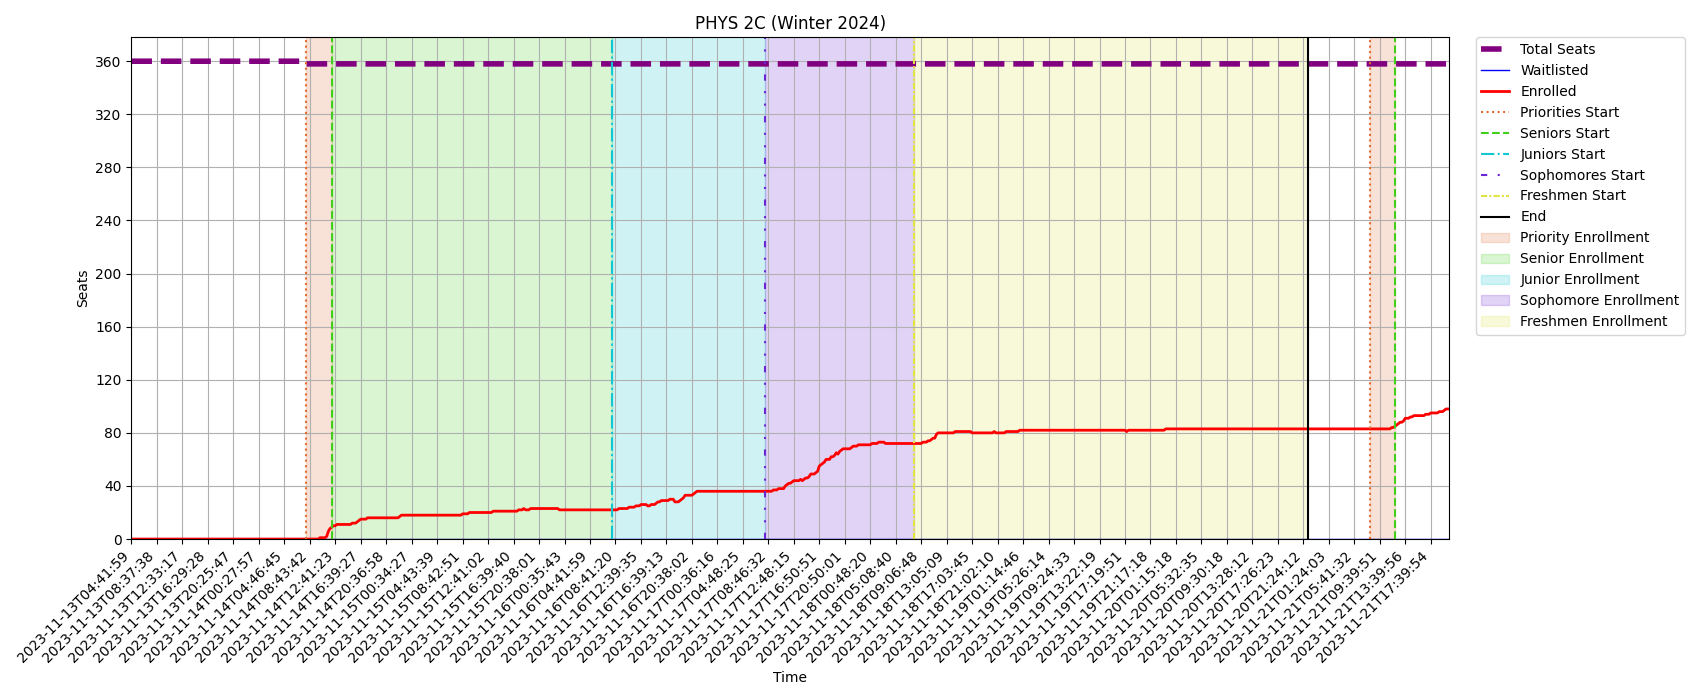 PHYS 2C (Winter 2024)
Seats
360
320
280
240
200
160
120
80
40
0
2023-11-13T04:41:59
2023-11-13T08:37:38
2023-11-13T12:33:17
2023-11-13T16:29:28
2023-11-13T20:25:47
2023-11-14T00:27:57
2023-11-14T04:46:45
2023-11-14T08:43:42
2023-11-14T12:41:23
2023-11-14T16:39:27
2023-11-14T20:36:58
2023-11-15T00:34:27
2023-11-15T04:43:39
2023-11-15T08:42:51
2023-11-15T12:41:02
2023-11-15T16:39:40
2023-11-15T20:38:01
2023-11-16T00:35:43
2023-11-16T04:41:59
2023-11-16T08:41:20
2023-11-16T12:39:35
2023-11-16T16:39:13
2023-11-16T20:38:02
2023-11-17T00:36:16
2023-11-17T04:48:25
2023-11-17T08:46:32
2023-11-17T12:48:15
2023-11-17T16:50:51
2023-11-17T20:50:01
2023-11-18T00:48:20
2023-11-18T05:08:40
2023-11-18T09:06:48
2023-11-18T13:05:09
2023-11-18T17:03:45
2023-11-18T21:02:10
2023-11-19T01:14:46
2023-11-19T05:26:14
2023-11-19T09:24:33
2023-11-19T13:22:19
2023-11-19T17:19:51
2023-11-19T21:17:18
2023-11-20T01:15:18
2023-11-20T05:32:35
2023-11-20T09:30:18
2023-11-20T13:28:12
2023-11-20T17:26:23
2023-11-20T21:24:12
2023-11-21T01:24:03
2023-11-21T05:41:32
2023-11-21T09:39:51
2023-11-21T13:39:56
2023-11-21T17:39:54
Time
Total Seats
Waitlisted
Enrolled
Priorities Start
Seniors Start
Juniors Start
Sophomores Start
Freshmen Start
End
Priority Enrollment
Senior Enrollment
Junior Enrollment
Sophomore Enrollment
Freshmen Enrollment